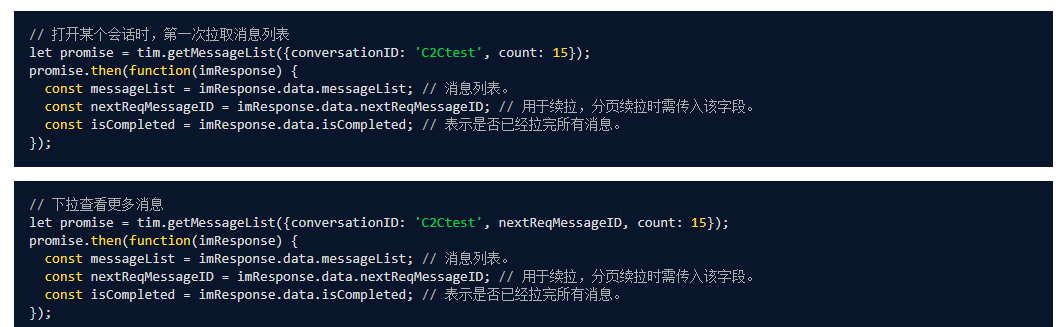 // 打开某个会话时，第一次拉取消息列表
let promise = tim.getMessageList({conversationID: 'C2Ctest', count: 15});
promise.then(function(imResponse) {
  const messageList = imResponse.data.messageList; // 消息列表。
  const nextReqMessageID = imResponse.data.nextReqMessageID; // 用于续拉，分页续拉时需传入该字段。
  const isCompleted = imResponse.data.isCompleted; // 表示是否已经拉完所有消息。
});
// 下拉查看更多消息
let promise = tim.getMessageList({conversationID: 'C2Ctest', nextReqMessageID, count: 15});
promise.then(function(imResponse) {
  const messageList = imResponse.data.messageList; // 消息列表。
  const nextReqMessageID = imResponse.data.nextReqMessageID; // 用于续拉，分页续拉时需传入该字段。
  const isCompleted = imResponse.data.isCompleted; // 表示是否已经拉完所有消息。
});